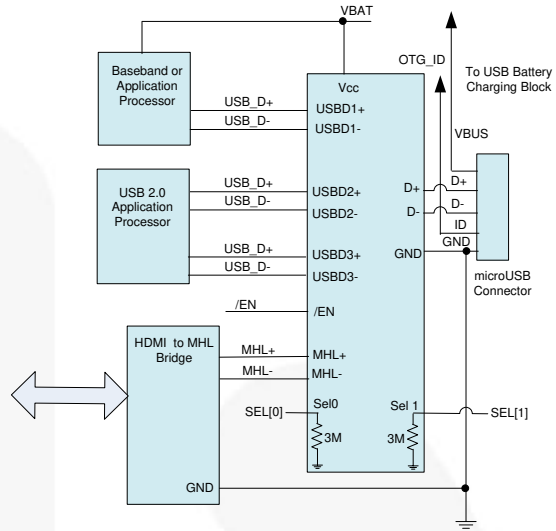 VBAT
OTG_ID
To USB Battery
Charging Block
Baseband or
Application
Processor
Vcc
USB_D+
USBD1+
USB_D-
USBD1-
VBUS
USB 2.0
Application
Processor
USB_D+
USBD2+
USB_D-
USBD2-
D+
D+
D-
D-
ID
GND
GND
USB_D+
USBD3+
USB_D-
USBD3-
microUSB
Connector
/EN
/EN
HDMI to MHL
Bridge
MHL+
MHL+
MHL-
MHL-
SEL[0]
Sel0
Sel 1
SEL[1]
3M
3M
GND